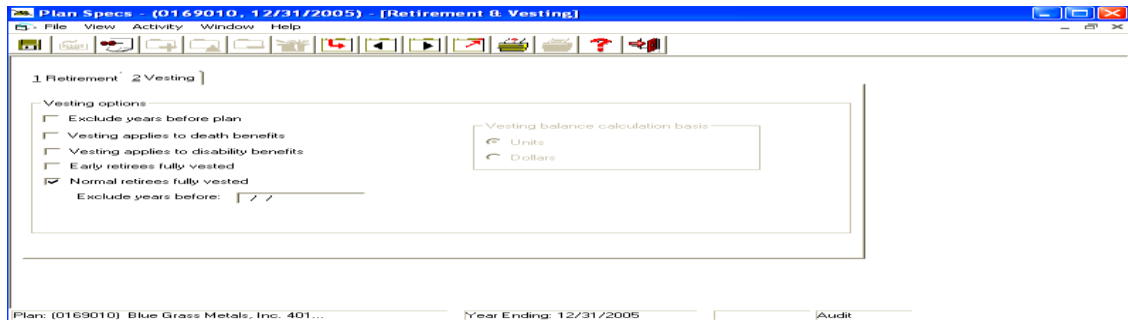 Plan Specs - (0169010, 12/31/2005) - [Retirement & Vesting]
File View Activity Window Help
1 Retirement 2 Vesting
Vesting options
Exclude years before plan
Vesting applies to death benefits
Vesting applies to disability benefits
Early retirees fully vested
Normal retirees fully vested
Exclude years before: / /
Vesting balance calculation basis
Units
Dollars
Plan: (0169010) Blue Grass Metals, Inc. 401... Year Ending: 12/31/2005 Audit